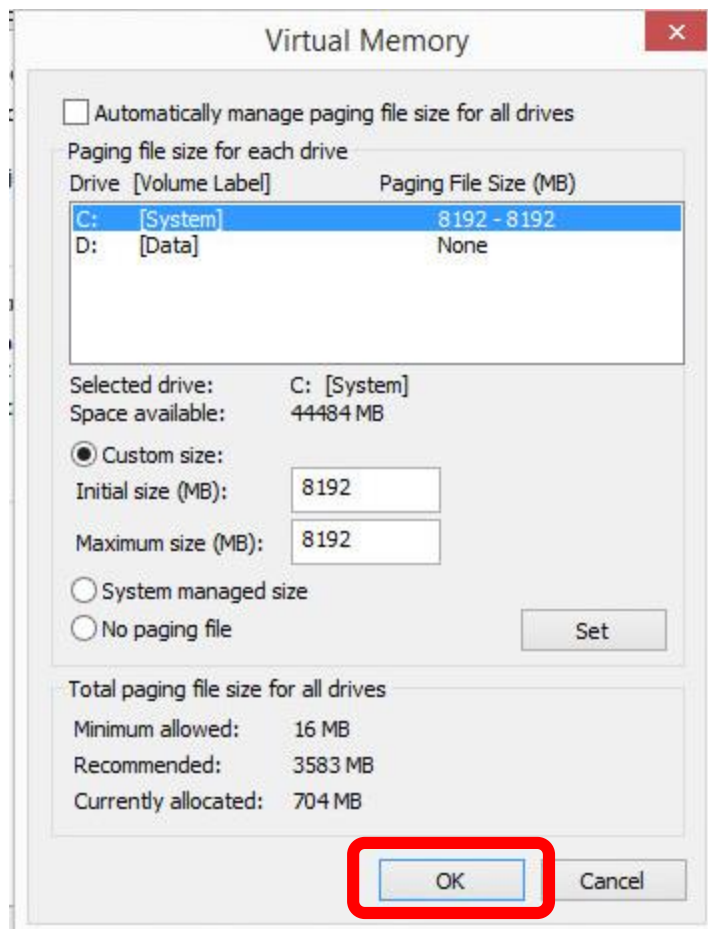 Virtual Memory
Automatically manage paging file size for all drives
Paging file size for each drive
Drive [Volume Label] Paging File Size (MB)
C: [System] 8192 - 8192
D: [Data] None
Selected drive: C: [System]
Space available: 44484 MB
Custom size:
Initial size (MB): 8192
Maximum size (MB): 8192
System managed size
No paging file Set
Total paging file size for all drives
Minimum allowed: 16 MB
Recommended: 3583 MB
Currently allocated: 704 MB
OK Cancel